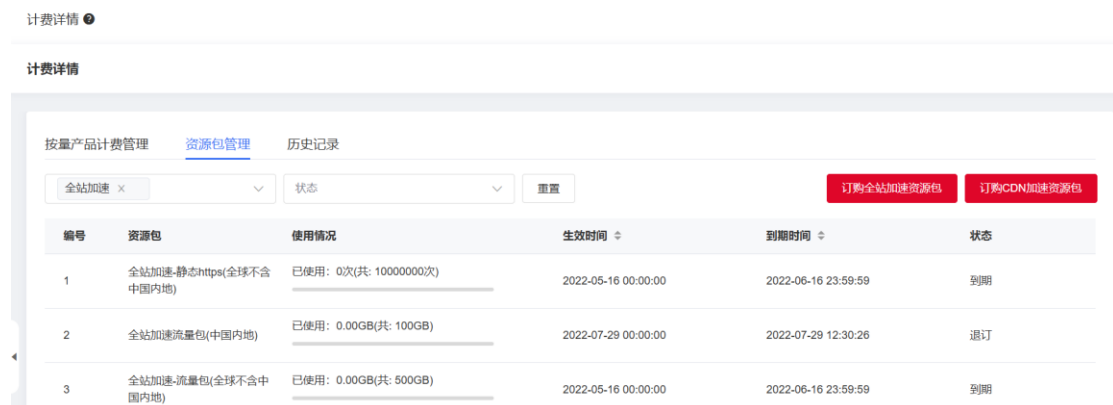 计费详情 ?
计费详情
按量产品计费管理 资源包管理 历史记录
全站加速 × 状态 重置 订购全站加速资源包 订购CDN加速资源包
编号 资源包 使用情况 生效时间 到期时间 状态
1 全站加速-静态https(全球不含中国内地) 已使用：0次(共: 10000000次) 2022-05-16 00:00:00 2022-06-16 23:59:59 到期
2 全站加速流量包(中国内地) 已使用：0.00GB(共: 100GB) 2022-07-29 00:00:00 2022-07-29 12:30:26 退订
3 全站加速-流量包(全球不含中国内地) 已使用：0.00GB(共: 500GB) 2022-05-16 00:00:00 2022-06-16 23:59:59 到期